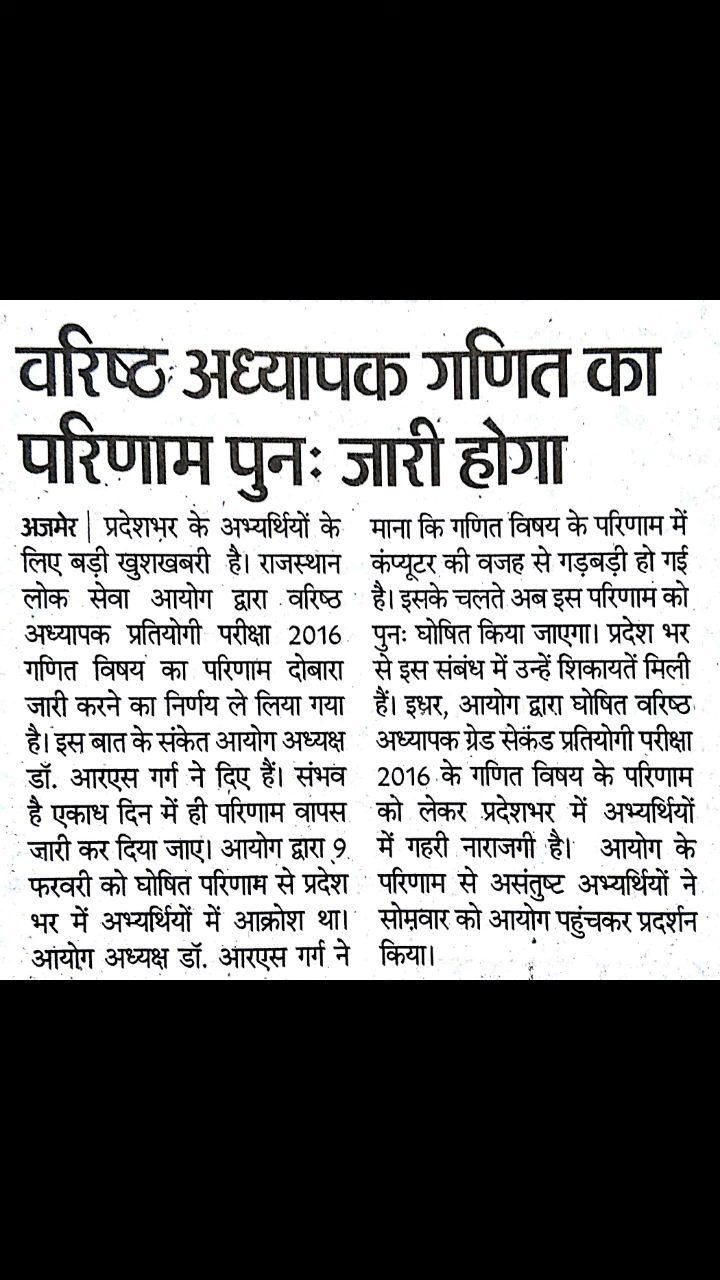 वरिष्ठ अध्यापक गणित का
परिणाम पुनः जारी होगा
अजमेर | प्रदेशभर के अभ्यर्थियों के
लिए बड़ी खुशखबरी है। राजस्थान
लोक सेवा आयोग द्वारा वरिष्ठ
अध्यापक प्रतियोगी परीक्षा 2016
गणित विषय का परिणाम दोबारा
जारी करने का निर्णय ले लिया गया
है। इस बात के संकेत आयोग अध्यक्ष
डॉ. आरएस गर्ग ने दिए हैं। संभव
है एकाध दिन में ही परिणाम वापस
जारी कर दिया जाए। आयोग द्वारा 9
फरवरी को घोषित परिणाम से प्रदेश
भर में अभ्यर्थियों में आक्रोश था।
आयोग अध्यक्ष डॉ. आरएस गर्ग ने
माना कि गणित विषय के परिणाम में
कंप्यूटर की वजह से गड़बड़ी हो गई
है। इसके चलते अब इस परिणाम को
पुनः घोषित किया जाएगा। प्रदेश भर
से इस संबंध में उन्हें शिकायतें मिली
हैं। इधर, आयोग द्वारा घोषित वरिष्ठ
अध्यापक ग्रेड सेकंड प्रतियोगी परीक्षा
2016 के गणित विषय के परिणाम
को लेकर प्रदेशभर में अभ्यर्थियों
में गहरी नाराजगी है। आयोग के
परिणाम से असंतुष्ट अभ्यर्थियों ने
सोमवार को आयोग पहुंचकर प्रदर्शन
किया।